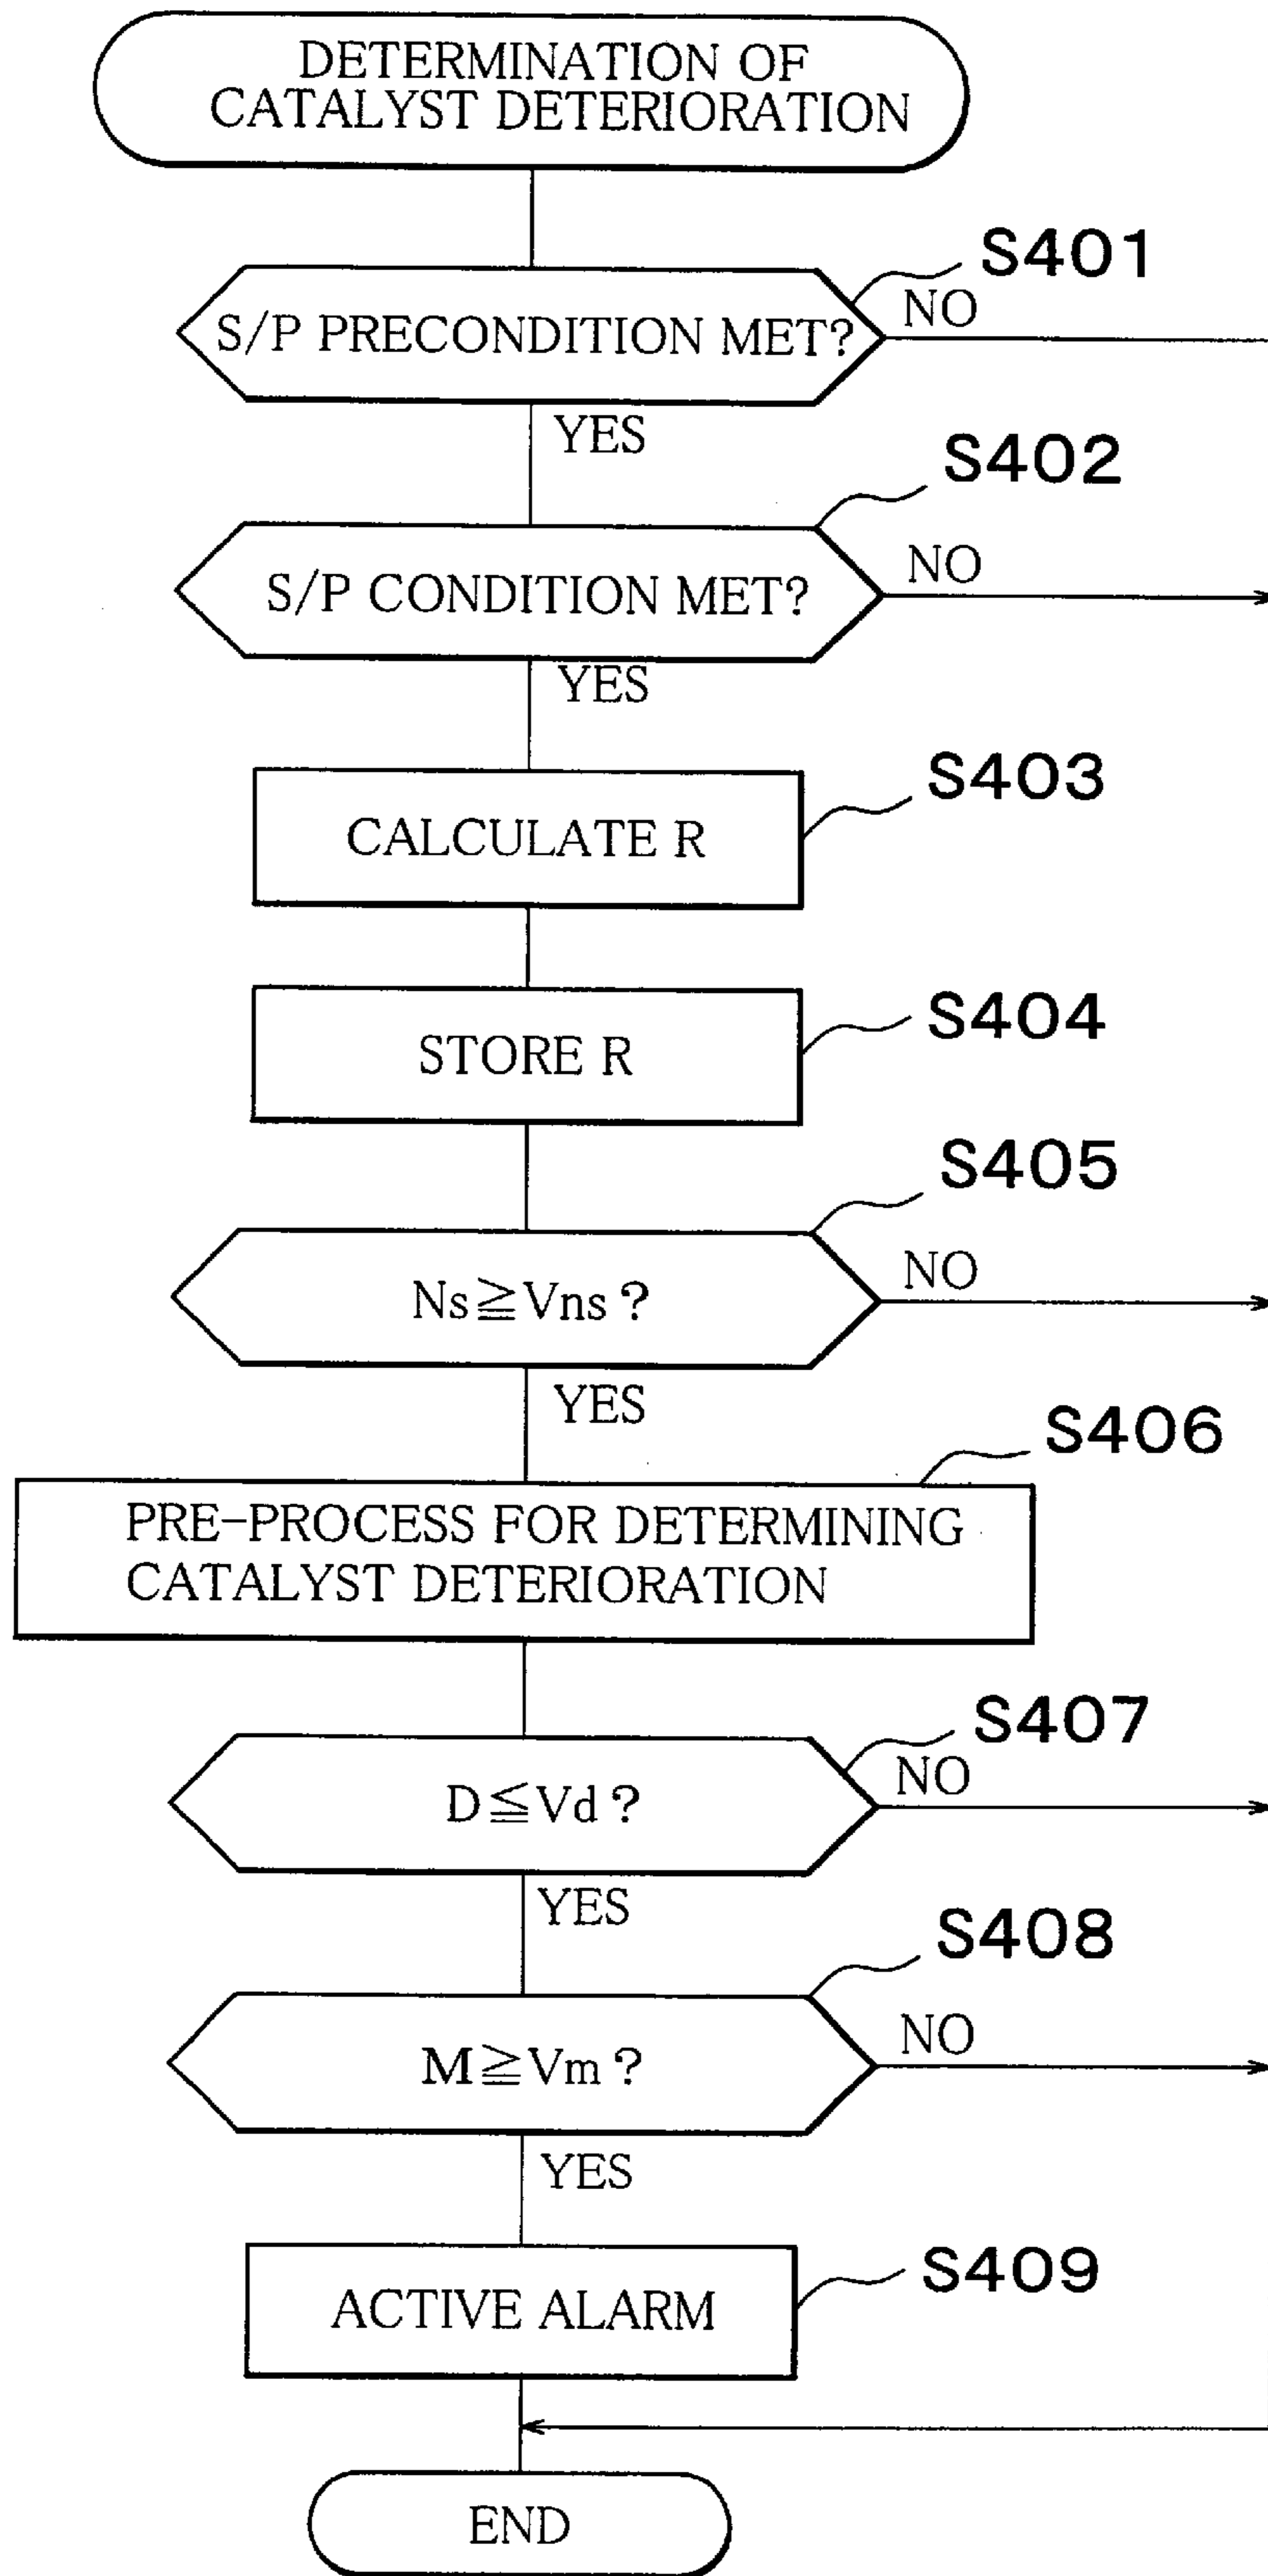 DETERMINATION OF
CATALYST DETERIORATION
S401
S/P PRECONDITION MET?
NO
YES
S402
S/P CONDITION MET?
NO
YES
S403
CALCULATE R
S404
STORE R
S405
Ns≧Vns?
NO
YES
S406
PRE-PROCESS FOR DETERMINING
CATALYST DETERIORATION
S407
D≦Vd?
NO
YES
S408
M≧Vm?
NO
YES
S409
ACTIVE ALARM
END